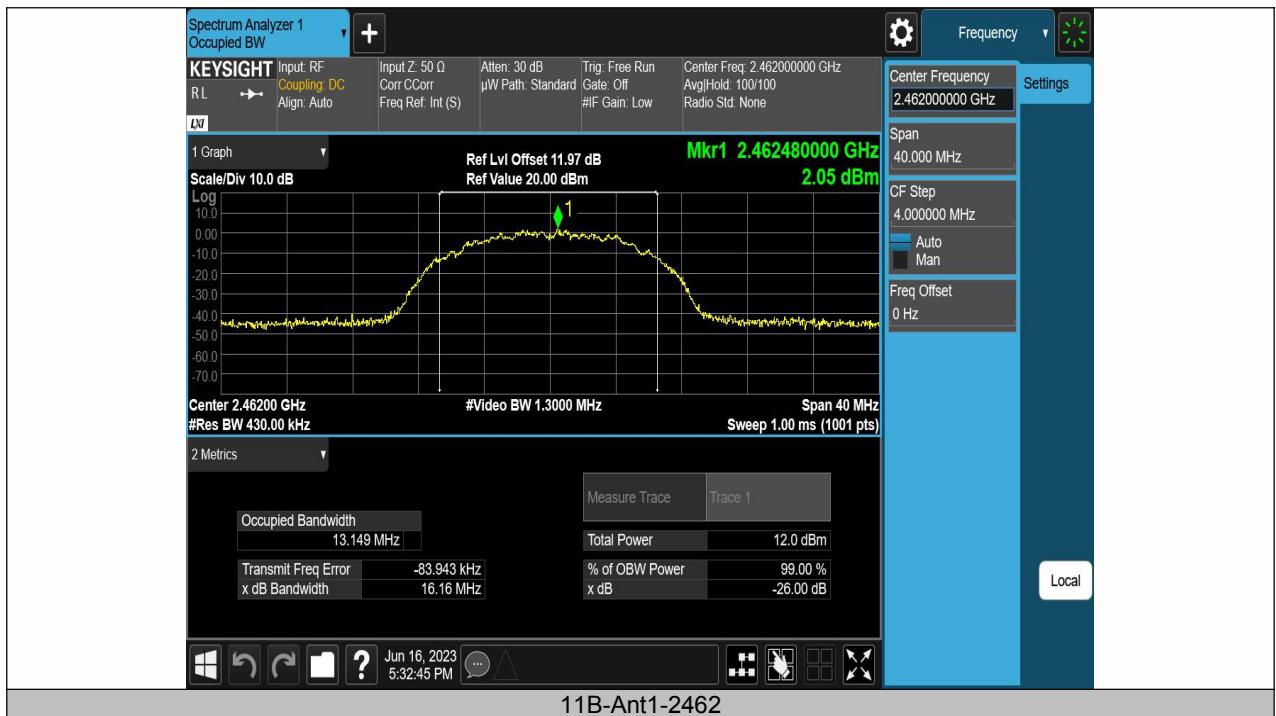 Spectrum Analyzer 1
Occupied BW
+
Frequency
KEYSIGHT
R L
LXI
Input: RF
Coupling: DC
Align: Auto
Input Z: 50 Ω
Corr CCorr
Freq Ref: Int (S)
Atten: 30 dB
µW Path: Standard
Trig: Free Run
Gate: Off
#IF Gain: Low
Center Freq: 2.462000000 GHz
Avg|Hold: 100/100
Radio Std: None
Center Frequency
2.462000000 GHz
Settings
Span
40.000 MHz
CF Step
4.000000 MHz
Auto
Man
Freq Offset
0 Hz
Local
1 Graph
Scale/Div 10.0 dB
Ref Lvl Offset 11.97 dB
Ref Value 20.00 dBm
Mkr1 2.462480000 GHz
2.05 dBm
Log
10.0
0.00
-10.0
-20.0
-30.0
-40.0
-50.0
-60.0
-70.0
1
Center 2.46200 GHz
#Res BW 430.00 kHz
#Video BW 1.3000 MHz
Span 40 MHz
Sweep 1.00 ms (1001 pts)
2 Metrics
Measure Trace Trace 1
Occupied Bandwidth
13.149 MHz
Total Power 12.0 dBm
Transmit Freq Error -83.943 kHz
% of OBW Power 99.00 %
x dB Bandwidth 16.16 MHz
x dB -26.00 dB
?
Jun 16, 2023
5:32:45 PM
11B-Ant1-2462